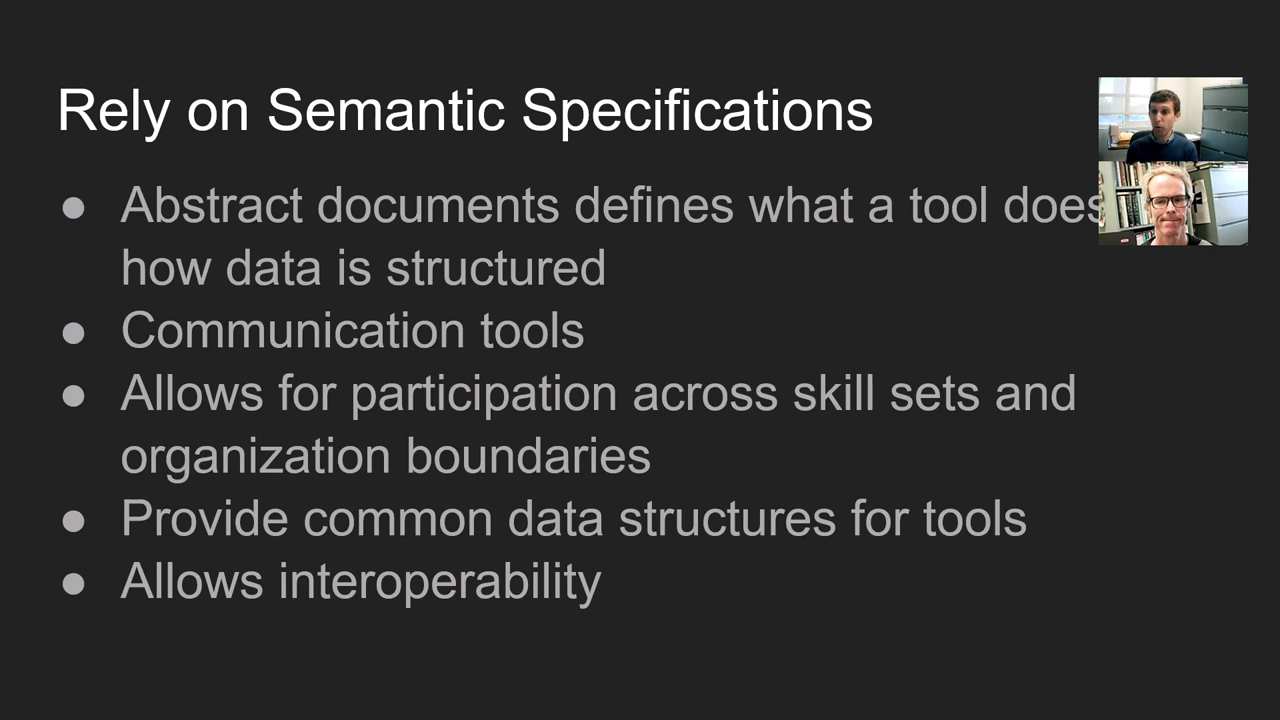 Rely on Semantic Specifications
● Abstract documents defines what a tool does
how data is structured
● Communication tools
● Allows for participation across skill sets and
organization boundaries
● Provide common data structures for tools
● Allows interoperability